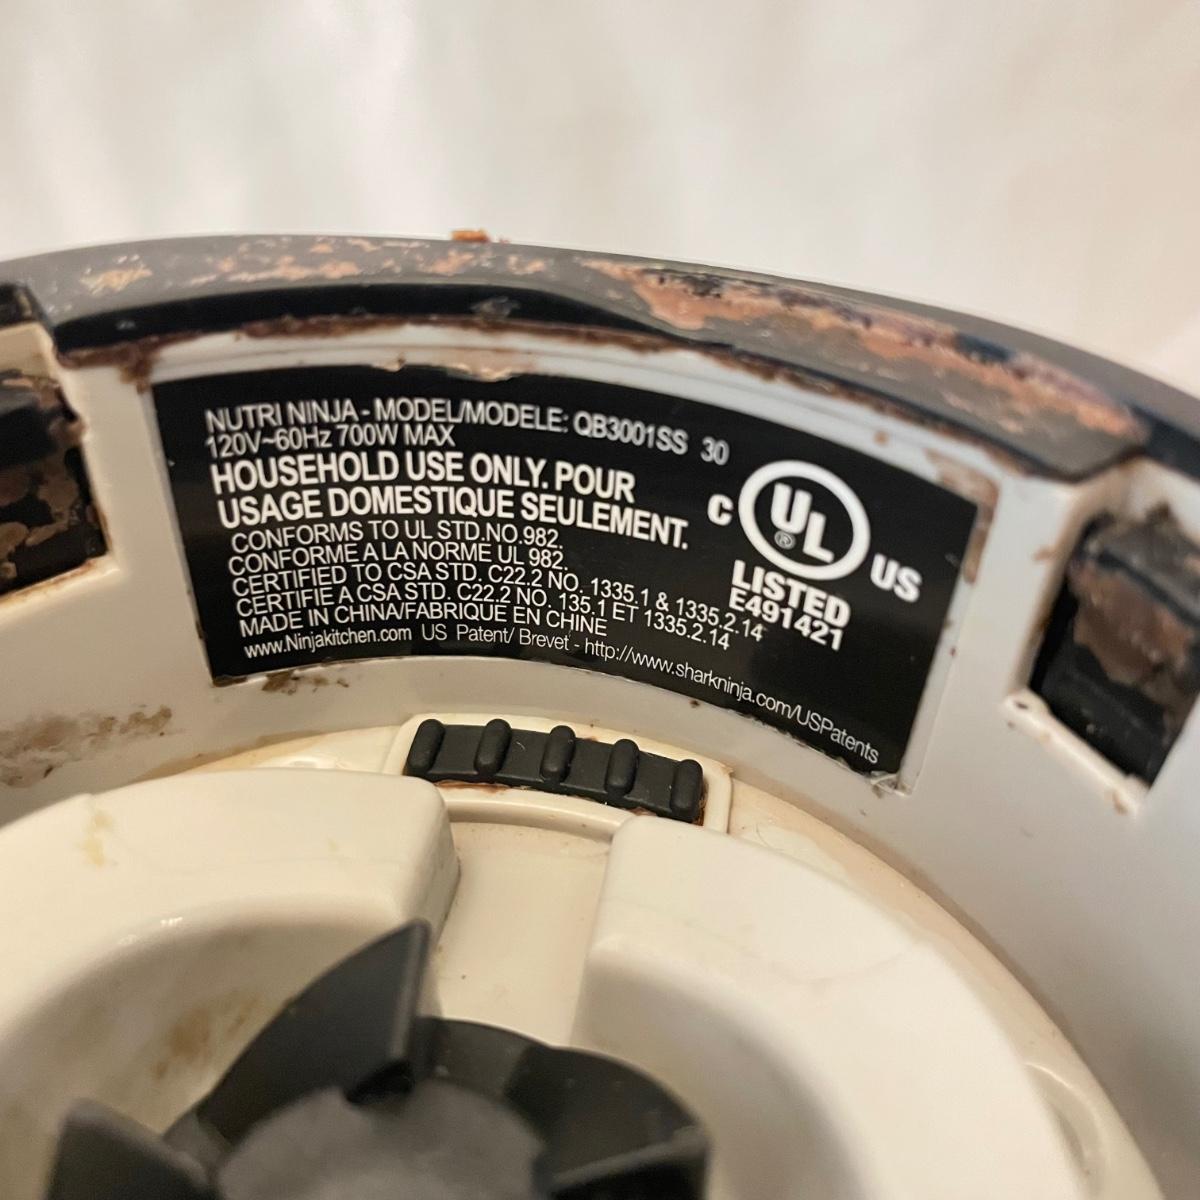 NUTRI NINJA - MODEL/MODELE: QB3001SS 30
120V~60Hz 700W MAX
HOUSEHOLD USE ONLY. POUR
USAGE DOMESTIQUE SEULEMENT.
CONFORMS TO UL STD.NO.982.
CONFORME A LA NORME UL 982.
CERTIFIED TO CSA STD. C22.2 NO. 1335.1 & 1335.2.14
CERTIFIE A CSA STD. C22.2 NO. 135.1 ET 1335.2.14
MADE IN CHINA/FABRIQUE EN CHINE
www.Ninjakitchen.com US Patent/ Brevet - http://www.sharkninja.com/USPatents
C UL ® US
LISTED
E491421